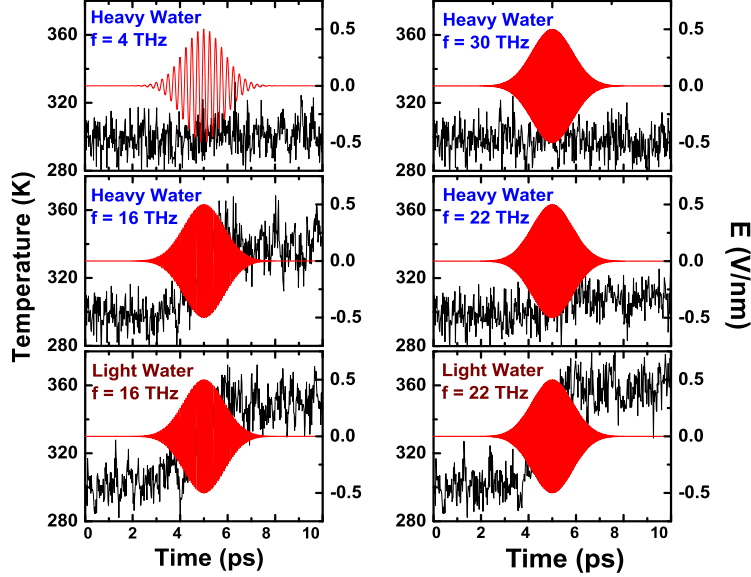 Heavy Water
f = 4 THz
360
320
280
0.5
0.0
-0.5
Heavy Water
f = 30 THz
360
320
280
0.5
0.0
-0.5
Heavy Water
f = 16 THz
360
320
280
0.5
0.0
-0.5
Heavy Water
f = 22 THz
360
320
280
0.5
0.0
-0.5
Light Water
f = 16 THz
360
320
280
0.5
0.0
-0.5
0 2 4 6 8 10
Light Water
f = 22 THz
360
320
280
0.5
0.0
-0.5
0 2 4 6 8 10
Temperature (K)
E (V/nm)
Time (ps)
Time (ps)